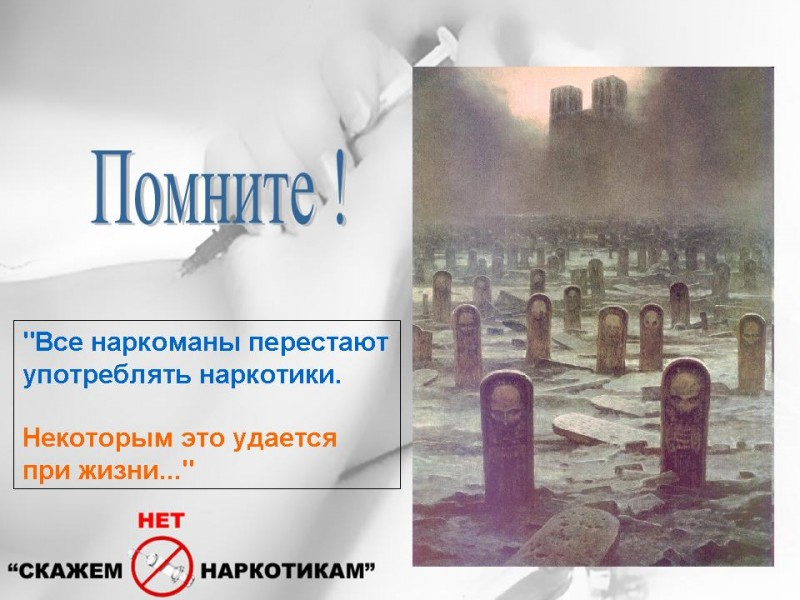 Помните !
"Все наркоманы перестают
употреблять наркотики.
Некоторым это удается
при жизни..."
НЕТ
“СКАЖЕМ НАРКОТИКАМ”